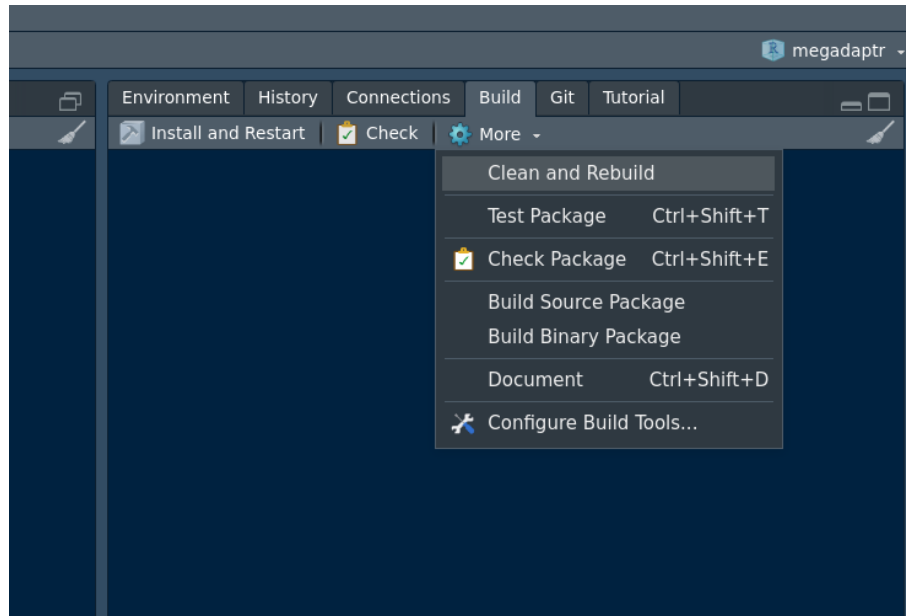 megadaptr
Environment History Connections Build Git Tutorial
Install and Restart Check More
Clean and Rebuild
Test Package Ctrl+Shift+T
Check Package Ctrl+Shift+E
Build Source Package
Build Binary Package
Document Ctrl+Shift+D
Configure Build Tools...